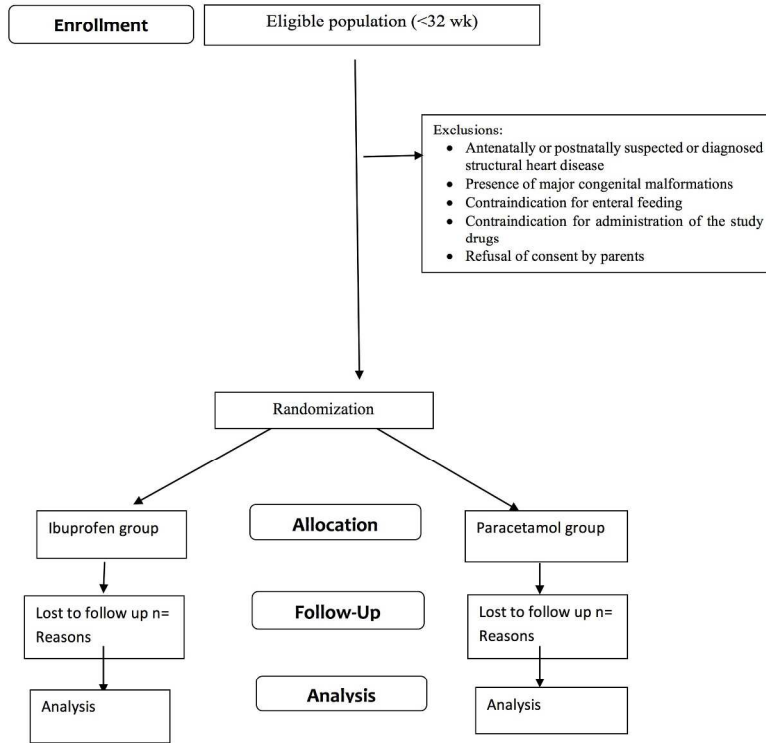 Enrollment
Eligible population (<32 wk)
Exclusions:
• Antenatally or postnatally suspected or diagnosed
structural heart disease
• Presence of major congenital malformations
• Contraindication for enteral feeding
• Contraindication for administration of the study
drugs
• Refusal of consent by parents
Randomization
Ibuprofen group
Allocation
Paracetamol group
Lost to follow up n=
Reasons
Follow-Up
Lost to follow up n=
Reasons
Analysis
Analysis
Analysis